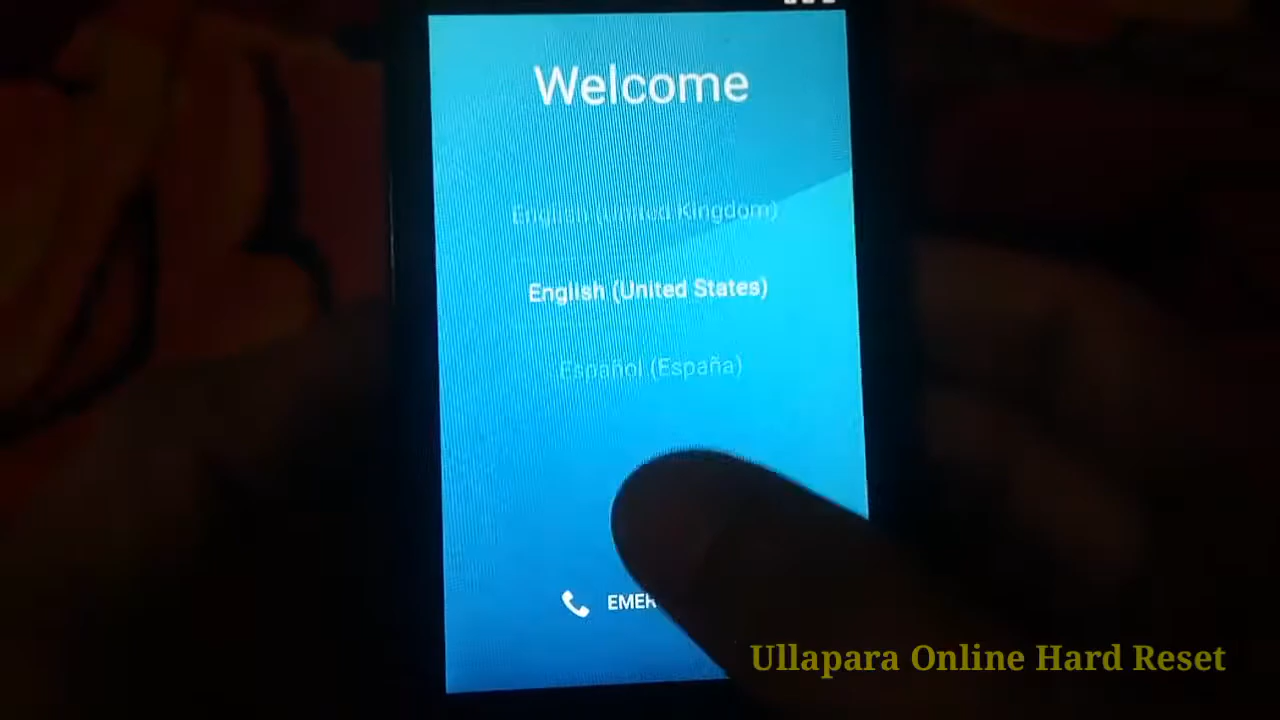 Welcome
English (United Kingdom)
English (United States)
Español (España)
EMER
Ullapara Online Hard Reset